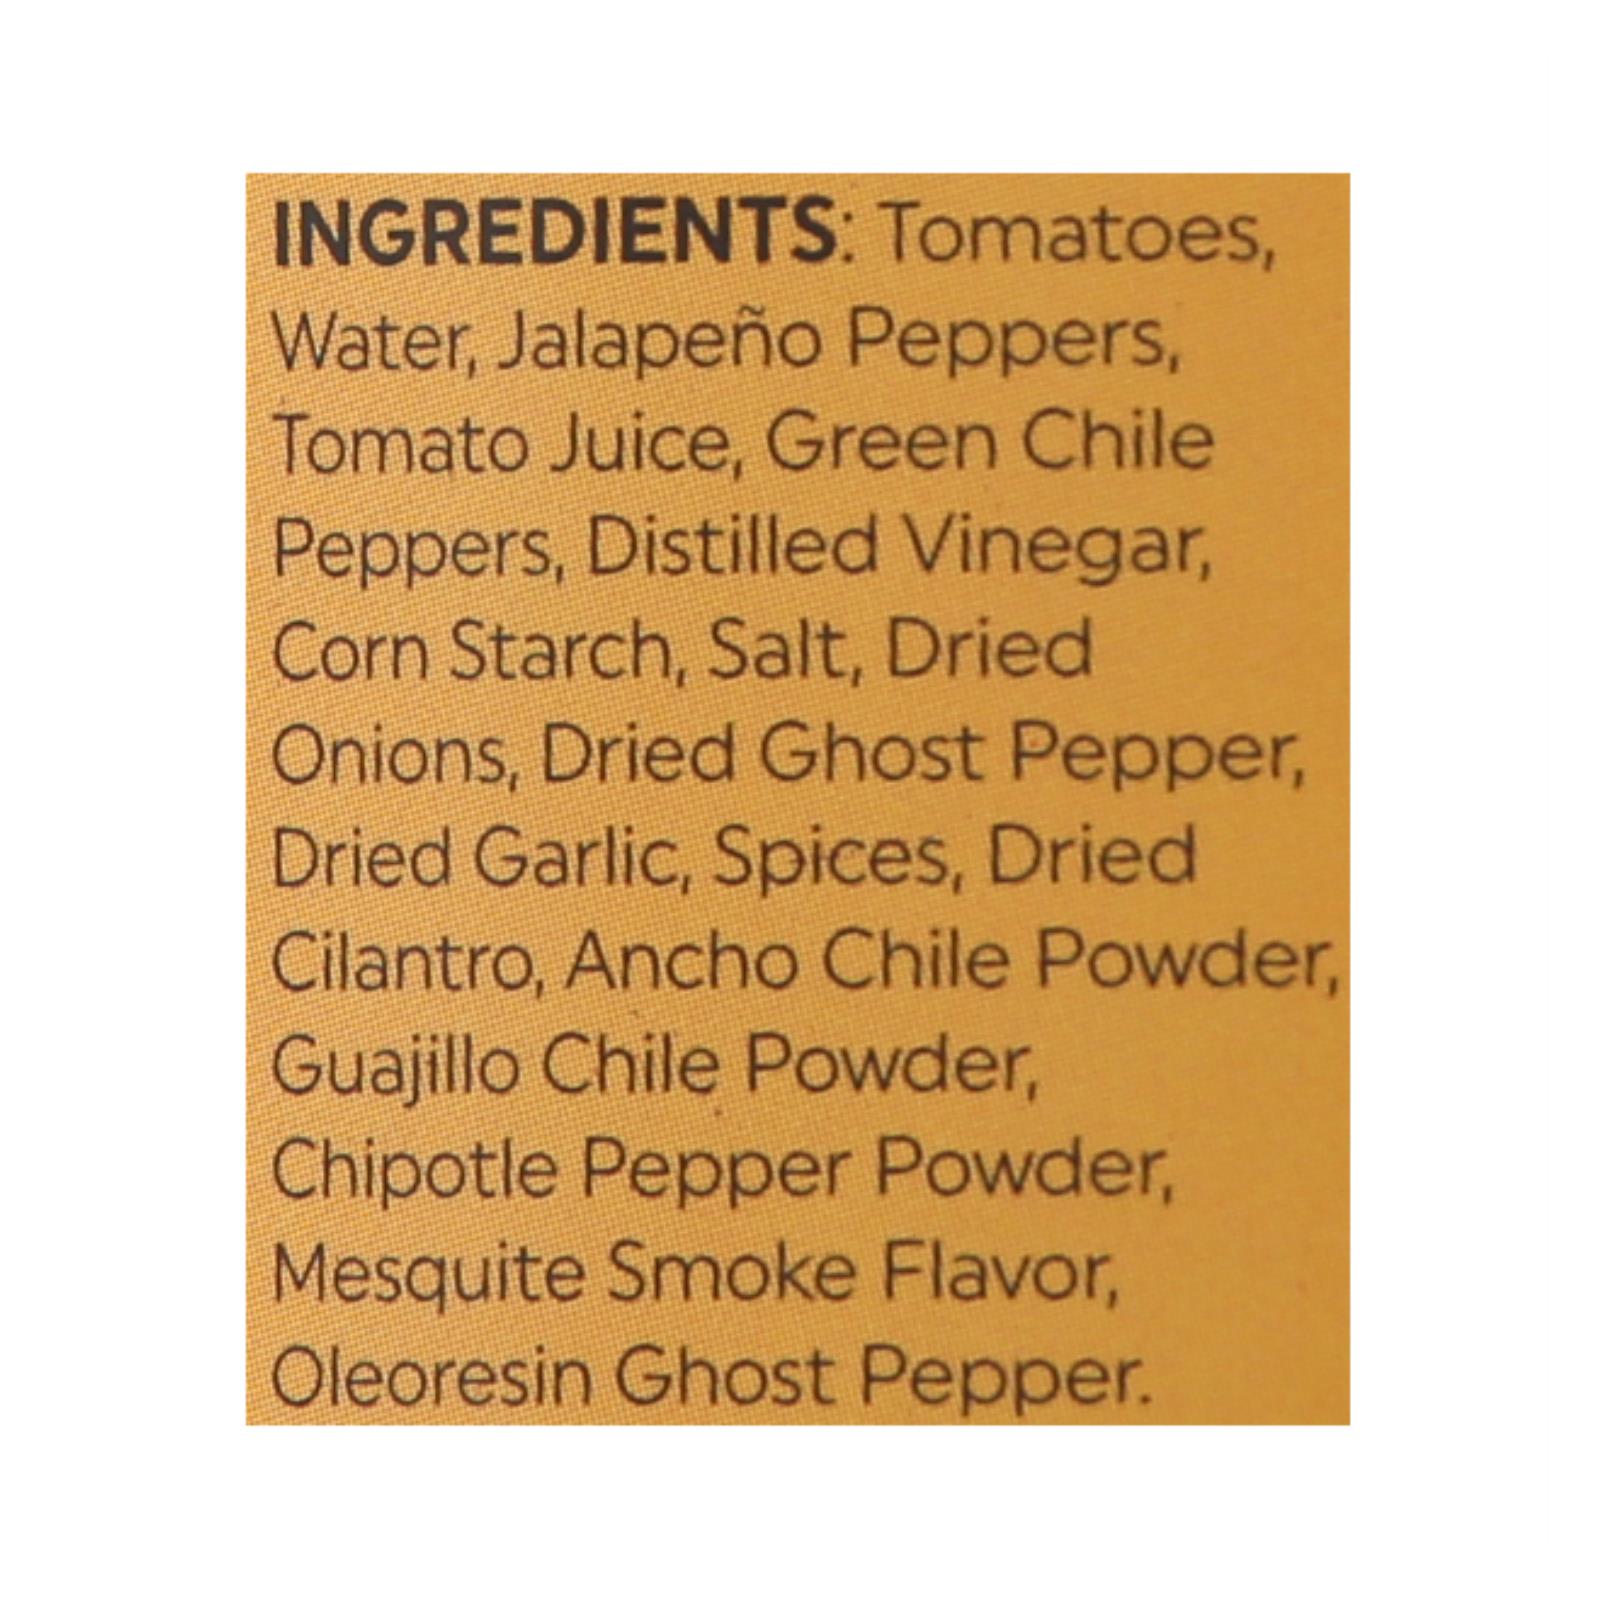 INGREDIENTS: Tomatoes,
Water, Jalapeño Peppers,
Tomato Juice, Green Chile
Peppers, Distilled Vinegar,
Corn Starch, Salt, Dried
Onions, Dried Ghost Pepper,
Dried Garlic, Spices, Dried
Cilantro, Ancho Chile Powder,
Guajillo Chile Powder,
Chipotle Pepper Powder,
Mesquite Smoke Flavor,
Oleoresin Ghost Pepper.